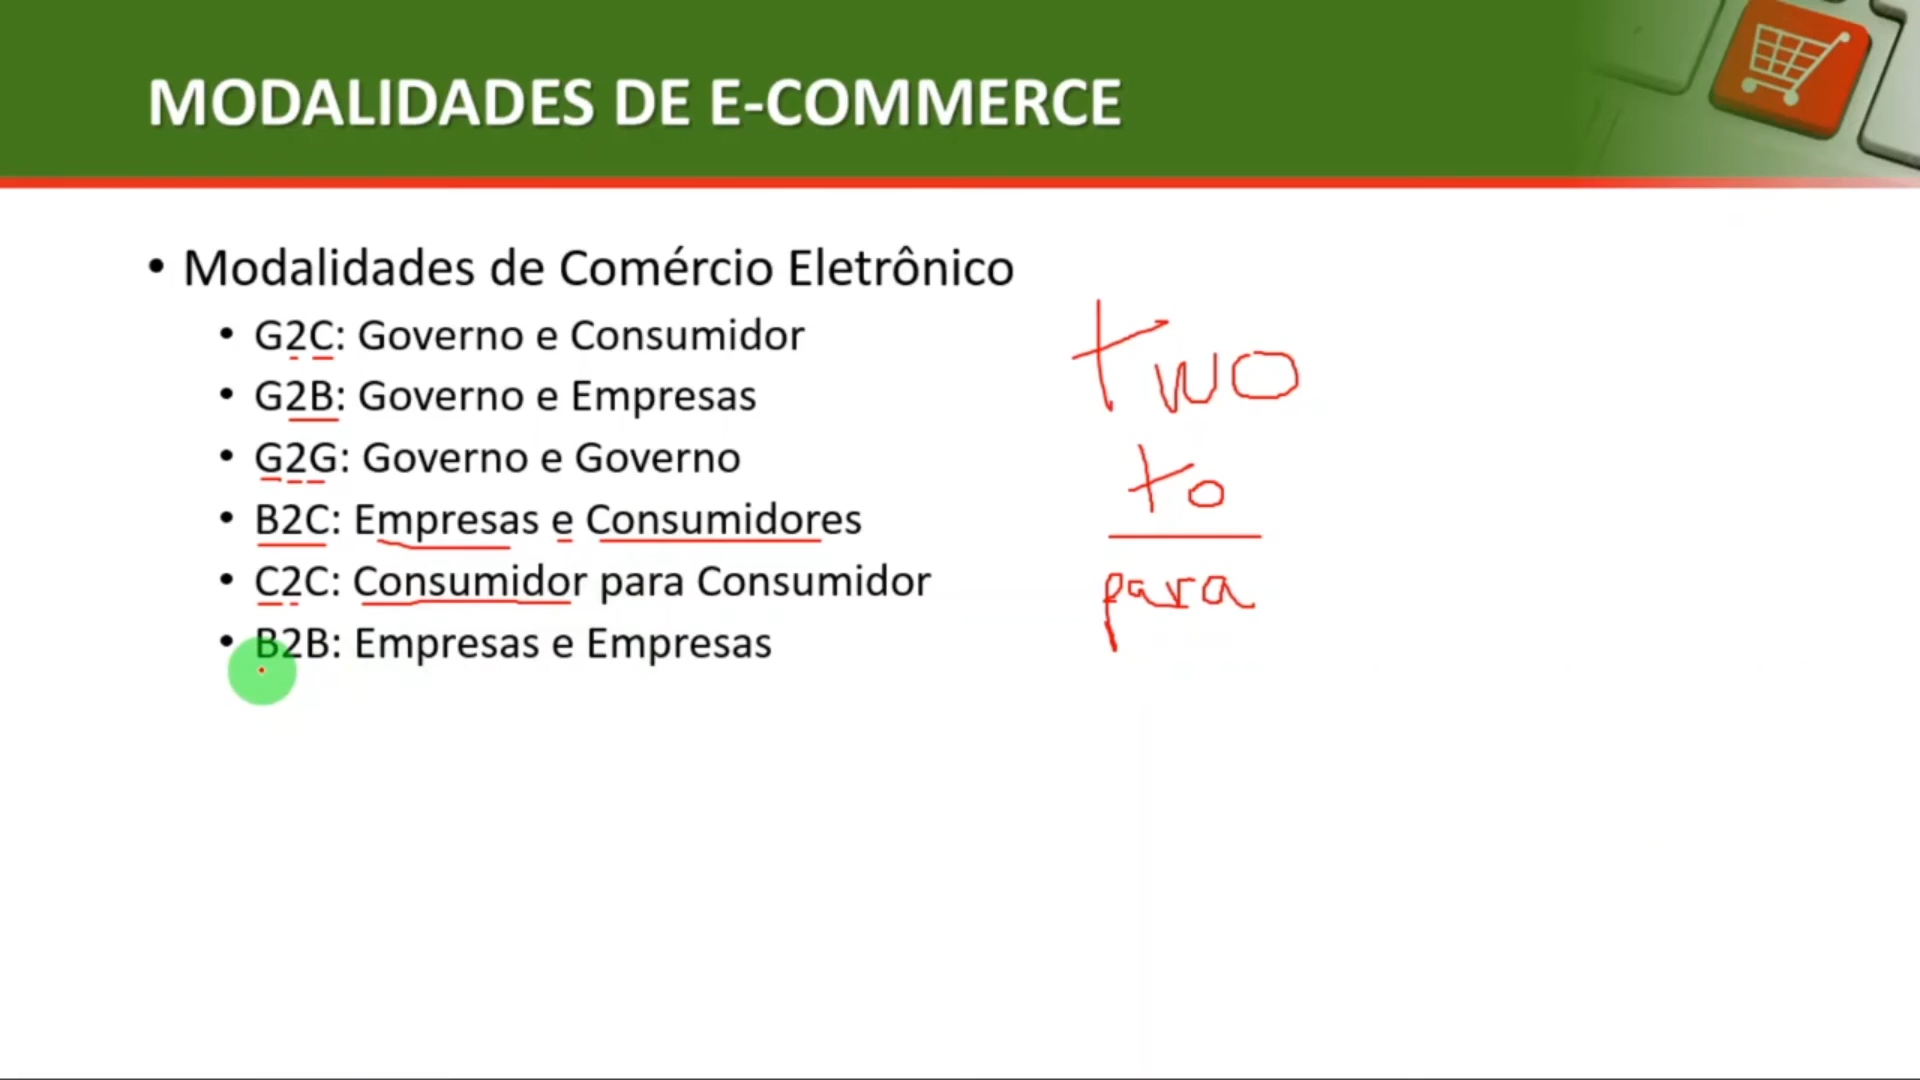 MODALIDADES DE E-COMMERCE
• Modalidades de Comércio Eletrônico
• G2C: Governo e Consumidor
• G2B: Governo e Empresas
• G2G: Governo e Governo
• B2C: Empresas e Consumidores
• C2C: Consumidor para Consumidor
• B2B: Empresas e Empresas
two
to
para